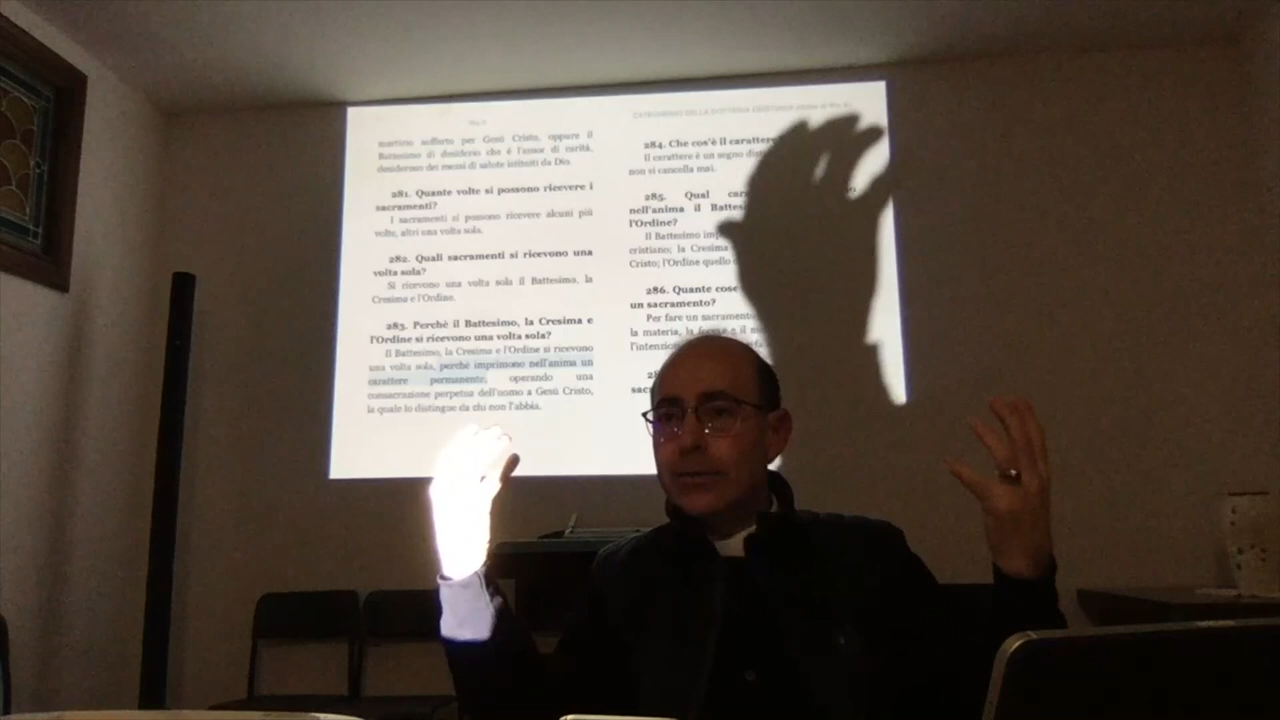 martirio sofferto per Gesù Cristo, oppure il
Battesimo di desiderio che è l'amor di carità,
desideroso dei mezzi di salute istituiti da Dio.
281. Quante volte si possono ricevere i
sacramenti?
I sacramenti si possono ricevere alcuni più
volte, altri una volta sola.
282. Quali sacramenti si ricevono una
volta sola?
Si ricevono una volta sola il Battesimo, la
Cresima e l'Ordine.
283. Perchè il Battesimo, la Cresima e
l'Ordine si ricevono una volta sola?
Il Battesimo, la Cresima e l'Ordine si ricevono
una volta sola, perchè imprimono nell'anima un
carattere permanente, operando una
consacrazione perpetua dell'uomo a Gesù Cristo,
la quale lo distingue da chi non l'abbia.
CATECHISMO DELLA DOTTRINA CRISTIANA
284. Che cos'è il carattere
Il carattere è un segno
non si cancella mai.
285. Qual
nell'anima il
l'Ordine?
Il Battesimo
cristiano; la Cresima
Cristo; l'Ordine quello
286. Quante cose
un sacramento?
Per fare un sacramento
la materia, la forma e il